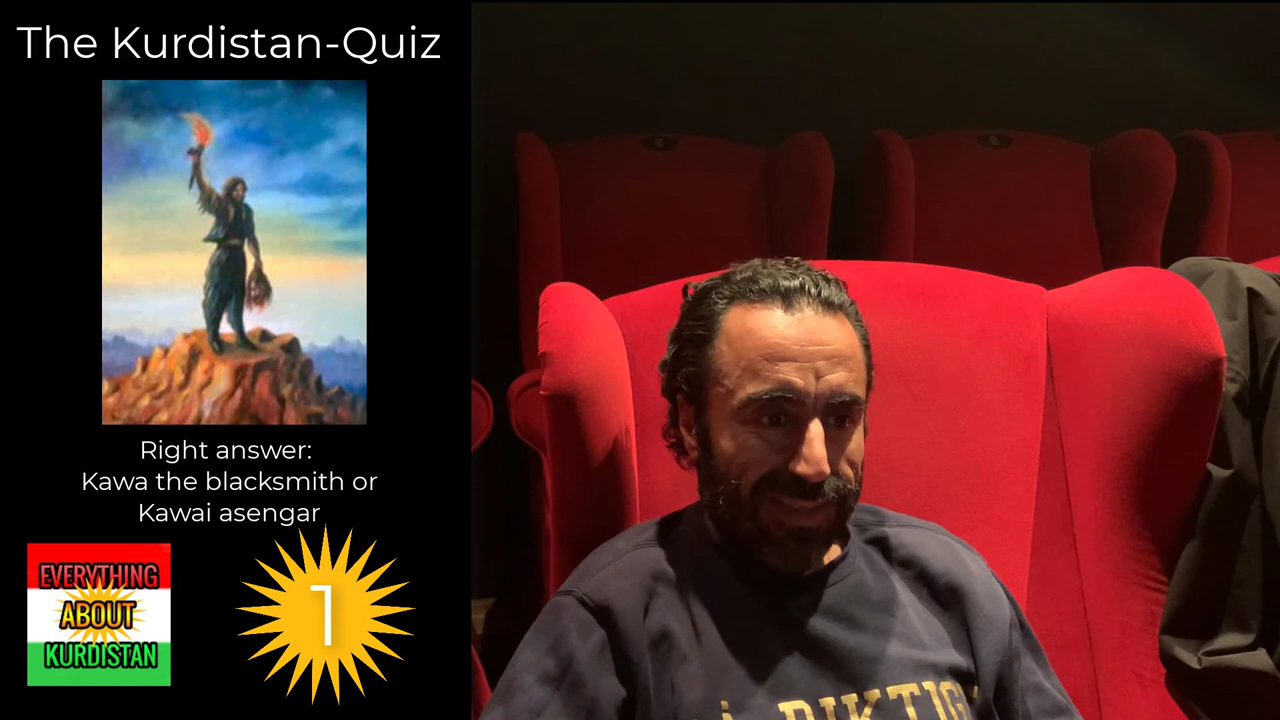 The Kurdistan-Quiz
Right answer:
Kawa the blacksmith or
Kawai asengar
EVERYTHING
ABOUT
KURDISTAN
1